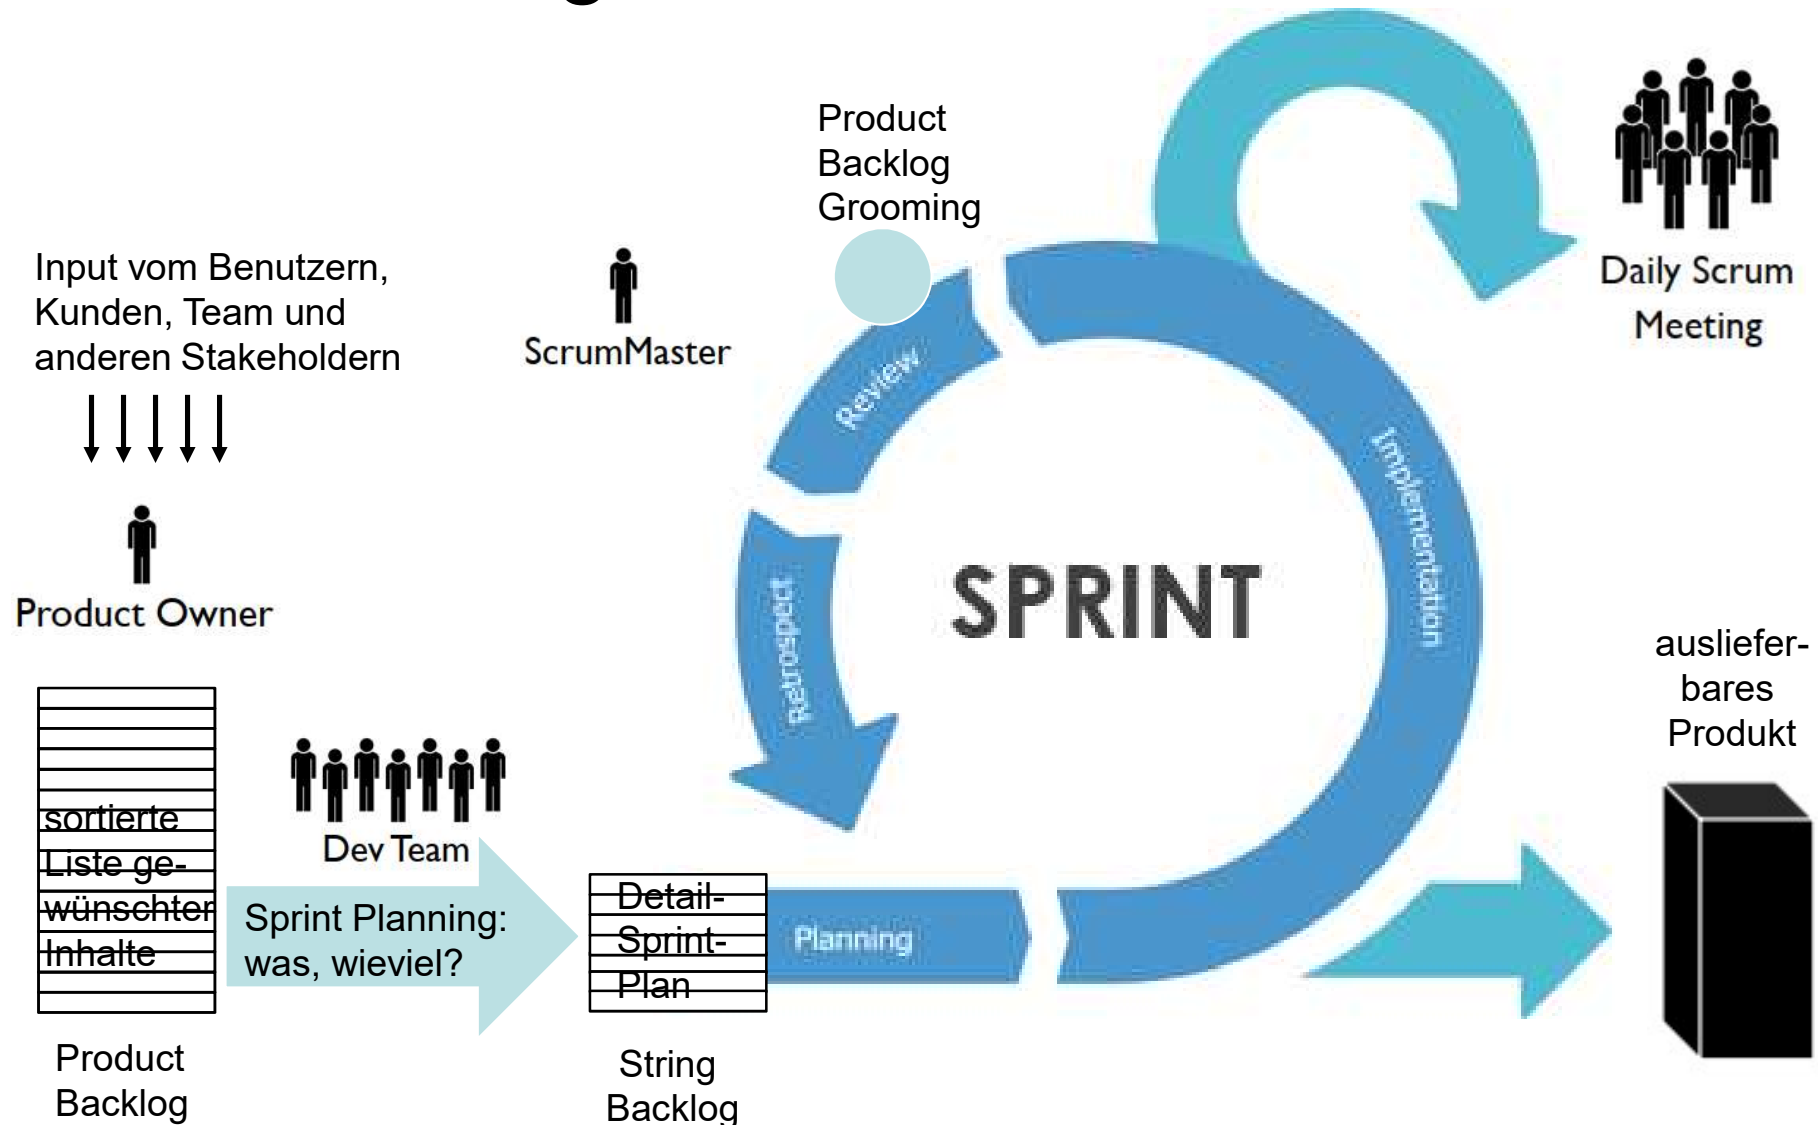 Product
Backlog
Grooming
Input vom Benutzern,
Kunden, Team und
anderen Stakeholdern
ScrumMaster
Daily Scrum
Meeting
Review
Implementation
Retrospect
SPRINT
Product Owner
ausliefer-
bares
Produkt
sortierte
Liste ge-
wünschter
Inhalte
Dev Team
Sprint Planning:
was, wieviel?
Detail-
Sprint-
Plan
Planning
Product
Backlog
String
Backlog